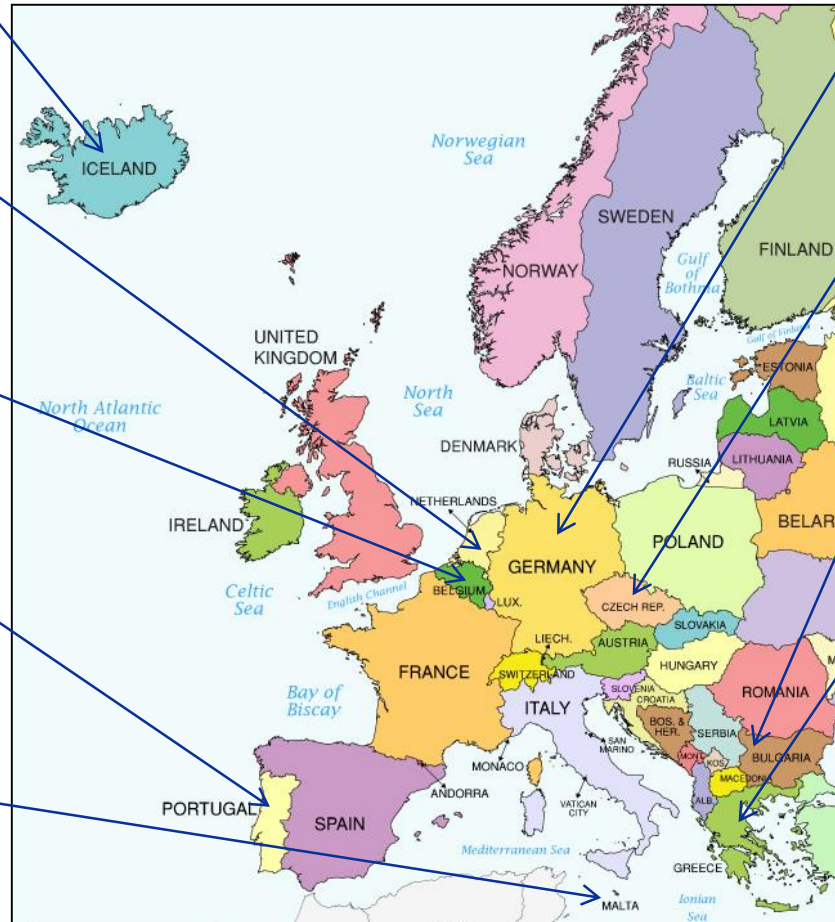 ICELAND
Norwegian
Sea
SWEDEN
FINLAND
Gulf
of
Bothnia
NORWAY
Gulf of Finland
UNITED
KINGDOM
ESTONIA
North
Sea
Baltic
Sea
North Atlantic
Ocean
LATVIA
DENMARK
LITHUANIA
RUSSIA
NETHERLANDS
BELAR
IRELAND
POLAND
GERMANY
Celtic
Sea
English Channel
BELGIUM
LUX.
CZECH REP.
SLOVAKIA
LIECH.
AUSTRIA
HUNGARY
FRANCE
SWITZERLAND
M
SLOVENIA
CROATIA
ROMANIA
Bay of
Biscay
ITALY
BOS. &
HER.
SERBIA
SAN
MARINO
MONT.
KOS.
BULGARIA
MONACO
MACEDONIA
ANDORRA
ALB.
PORTUGAL
SPAIN
VATICAN
CITY
Mediterranean Sea
GREECE
MALTA
Ionian
Sea